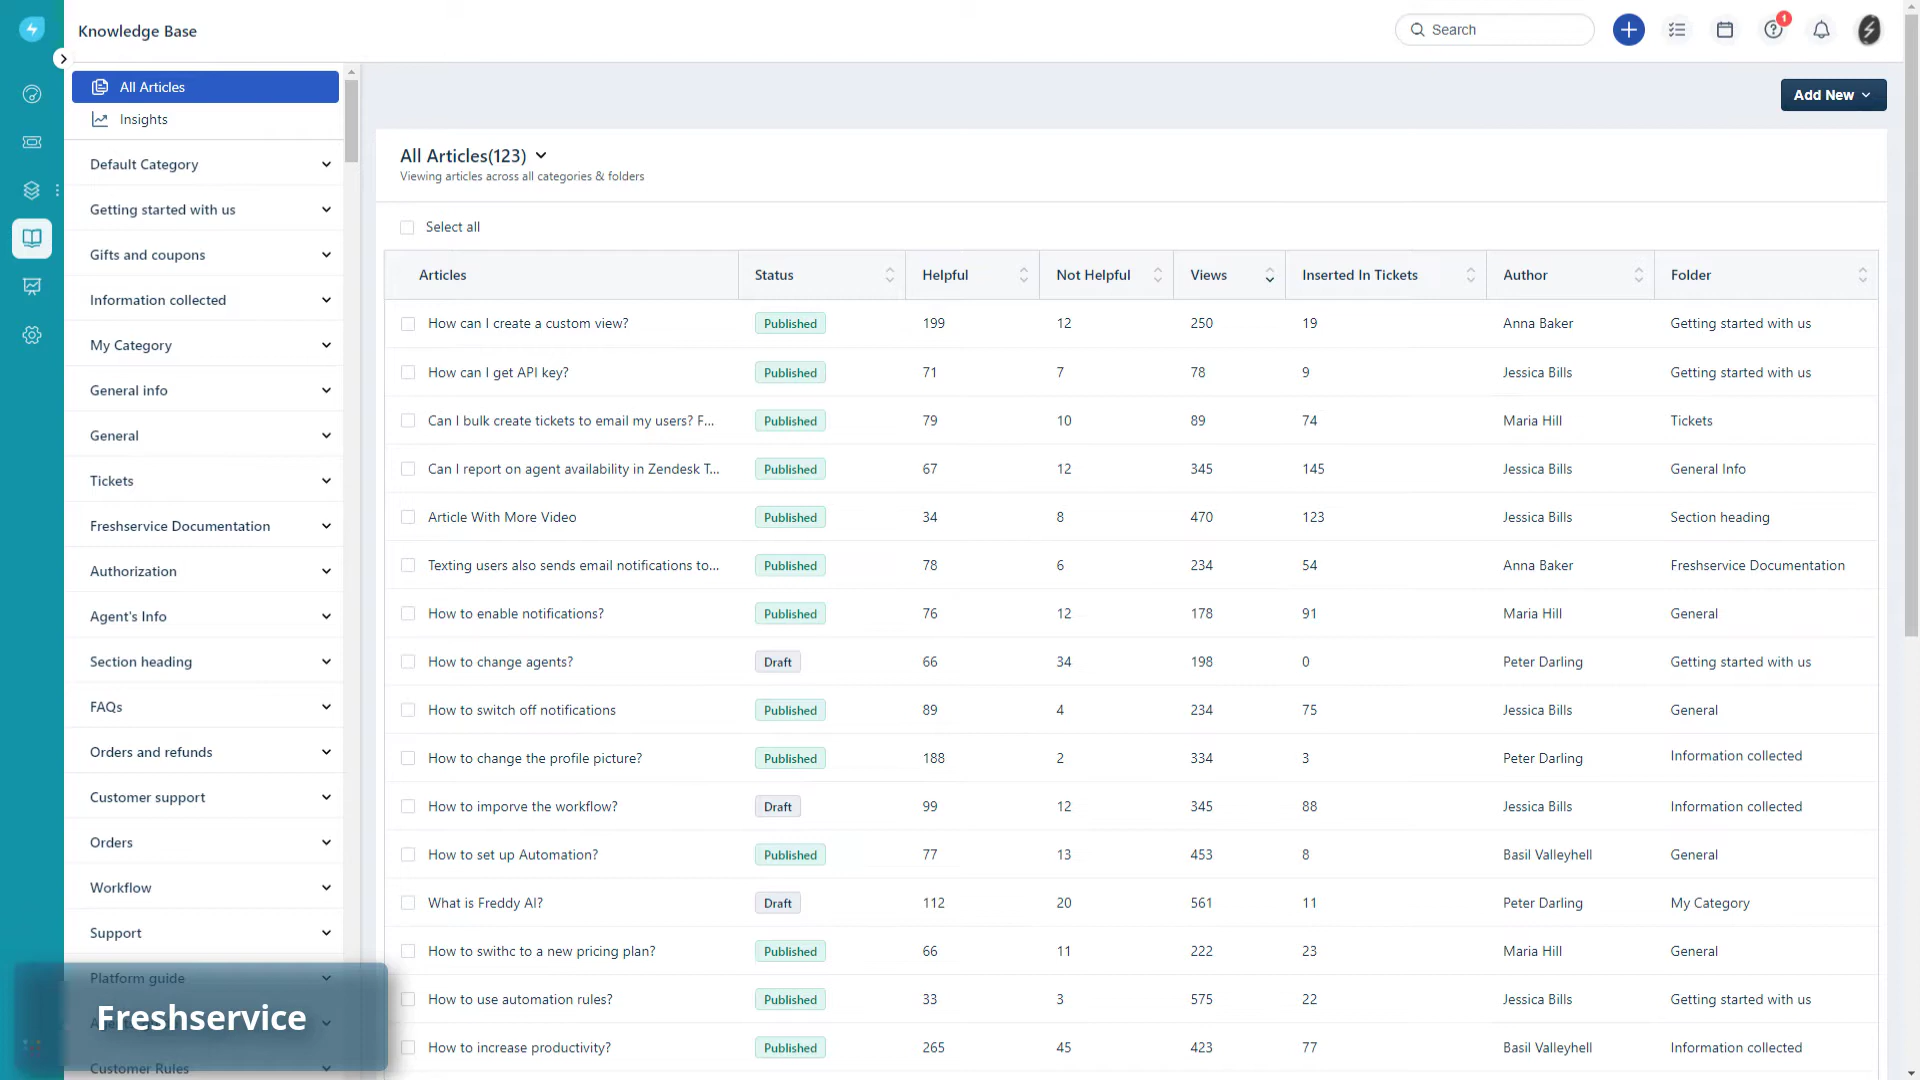 Knowledge Base
Search
1
All Articles
Insights
Add New
Default Category
Getting started with us
Gifts and coupons
Information collected
My Category
General info
General
Tickets
Freshservice Documentation
Authorization
Agent's Info
Section heading
FAQs
Orders and refunds
Customer support
Orders
Workflow
Support
Platform guide
Customer Rules
Freshservice
All Articles(123)
Viewing articles across all categories & folders
Select all
Articles Status Helpful Not Helpful Views Inserted In Tickets Author Folder
How can I create a custom view? Published 199 12 250 19 Anna Baker Getting started with us
How can I get API key? Published 71 7 78 9 Jessica Bills Getting started with us
Can I bulk create tickets to email my users? F... Published 79 10 89 74 Maria Hill Tickets
Can I report on agent availability in Zendesk T... Published 67 12 345 145 Jessica Bills General Info
Article With More Video Published 34 8 470 123 Jessica Bills Section heading
Texting users also sends email notifications to... Published 78 6 234 54 Anna Baker Freshservice Documentation
How to enable notifications? Published 76 12 178 91 Maria Hill General
How to change agents? Draft 66 34 198 0 Peter Darling Getting started with us
How to switch off notifications Published 89 4 234 75 Jessica Bills General
How to change the profile picture? Published 188 2 334 3 Peter Darling Information collected
How to imporve the workflow? Draft 99 12 345 88 Jessica Bills Information collected
How to set up Automation? Published 77 13 453 8 Basil Valleyhell General
What is Freddy AI? Draft 112 20 561 11 Peter Darling My Category
How to swithc to a new pricing plan? Published 66 11 222 23 Maria Hill General
How to use automation rules? Published 33 3 575 22 Jessica Bills Getting started with us
How to increase productivity? Published 265 45 423 77 Basil Valleyhell Information collected